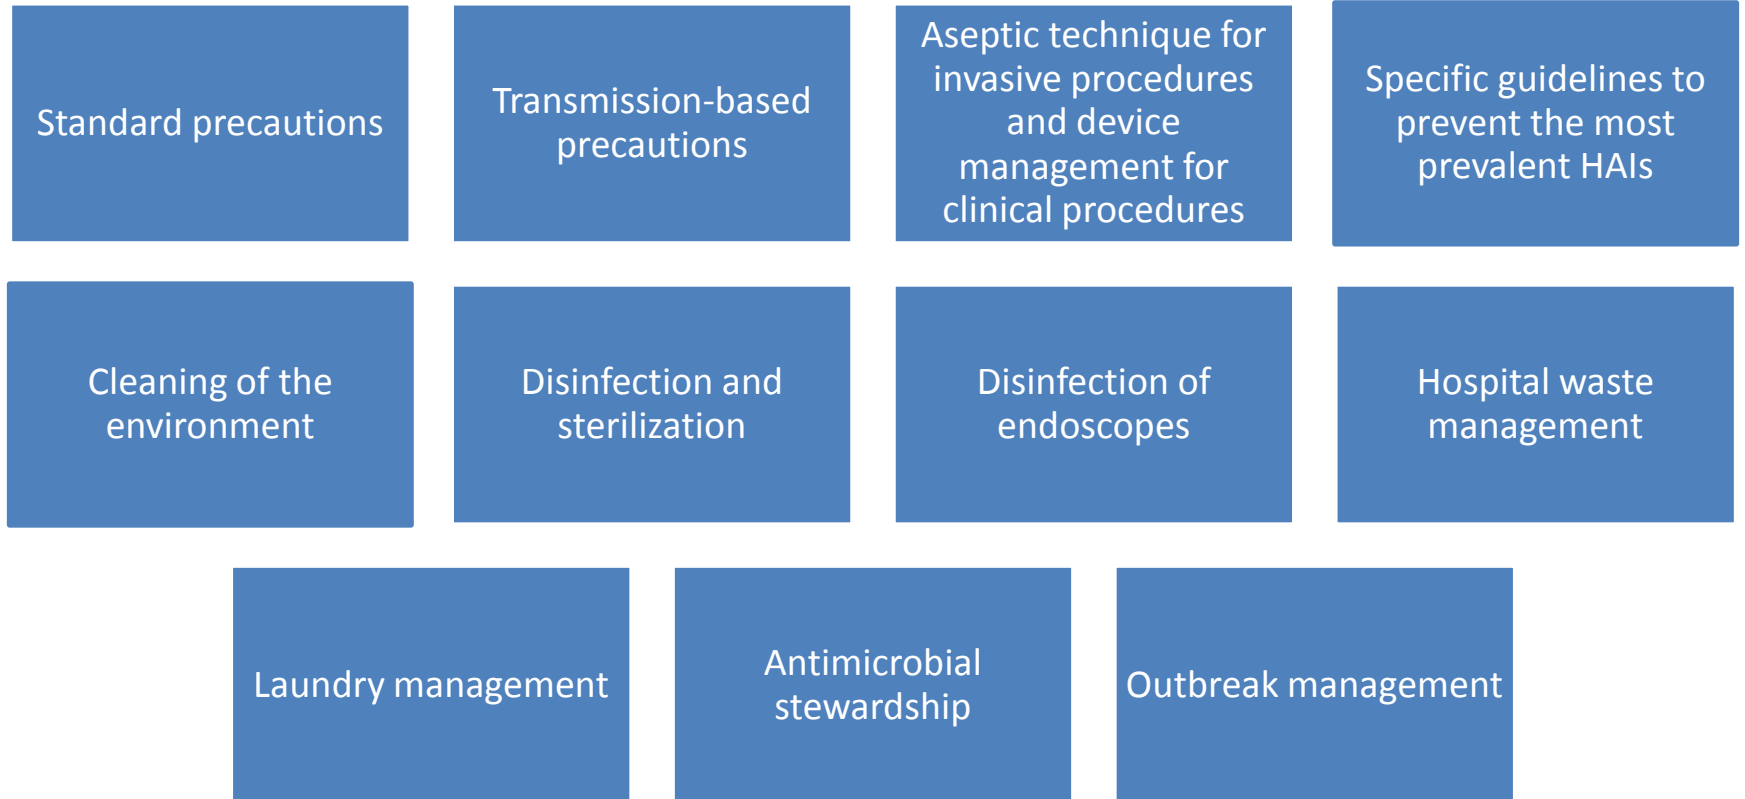 Standard precautions
Transmission-based
precautions
Aseptic technique for
invasive procedures
and device
management for
clinical procedures
Specific guidelines to
prevent the most
prevalent HAIs
Cleaning of the
environment
Disinfection and
sterilization
Disinfection of
endoscopes
Hospital waste
management
Laundry management
Antimicrobial
stewardship
Outbreak management